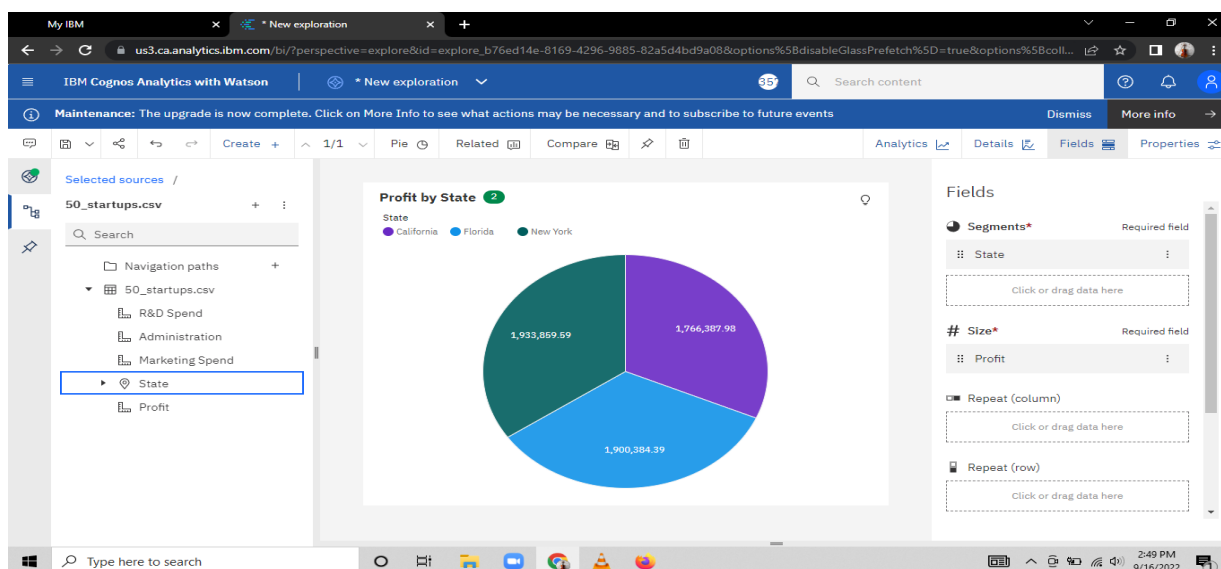 My IBM
* New exploration
us3.ca.analytics.ibm.com/bi/?perspective=explore&id=explore_b76ed14e-8169-4296-9885-82a5d4bd9a08&options%5BdisableGlassPrefetch%5D=true&options%5Bcoll...
IBM Cognos Analytics with Watson
* New exploration
357
Search content
Maintenance: The upgrade is now complete. Click on More Info to see what actions may be necessary and to subscribe to future events
Dismiss
More info
Create +
1/1
Pie
Related
Compare
Analytics
Details
Fields
Properties
Selected sources /
50_startups.csv
Search
Navigation paths
50_startups.csv
R&D Spend
Administration
Marketing Spend
State
Profit
Profit by State 2
State
California Florida New York
1,933,859.59
1,766,387.98
1,900,384.39
Fields
Segments* Required field
State
Click or drag data here
# Size* Required field
Profit
Click or drag data here
Repeat (column)
Click or drag data here
Repeat (row)
Click or drag data here
Type here to search
2:49 PM
9/16/2022